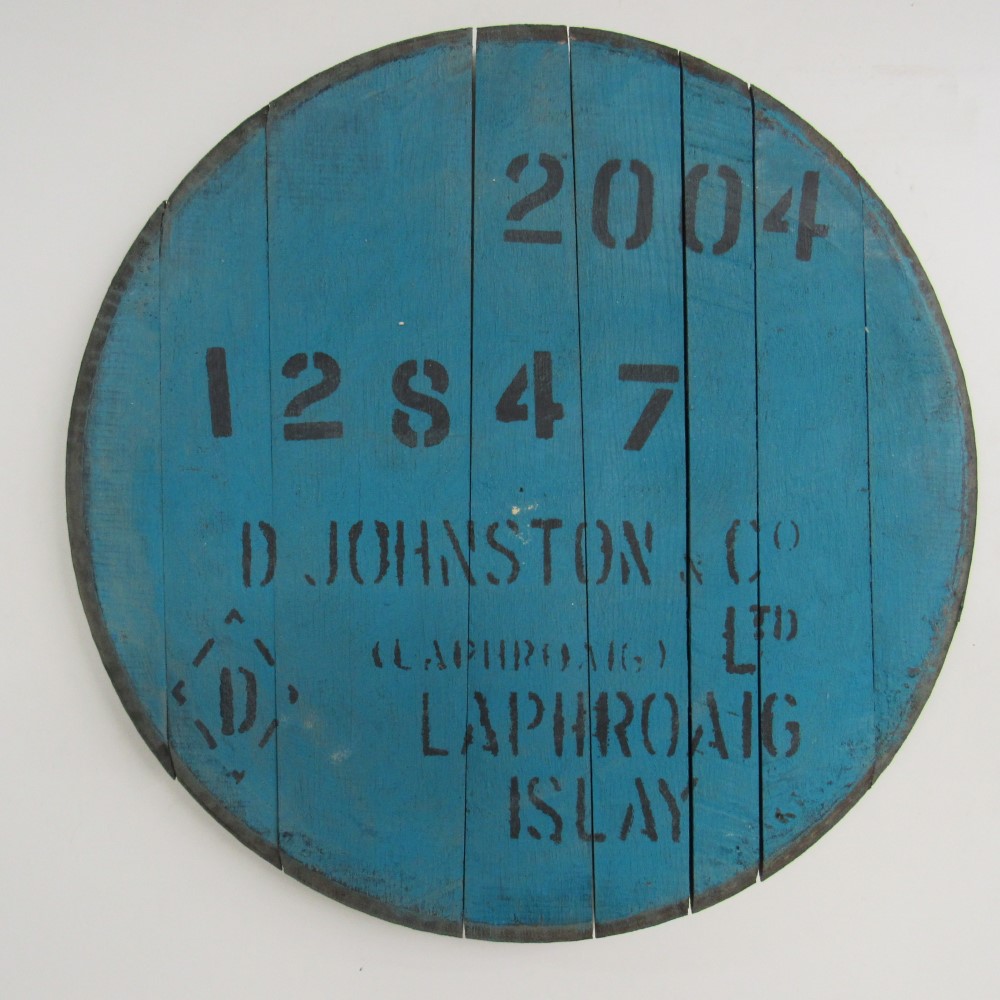 2004
12847
D JOHNSTON & Cº
LTD
(LAPHROAIG)
D
LAPHROAIG
ISLAY